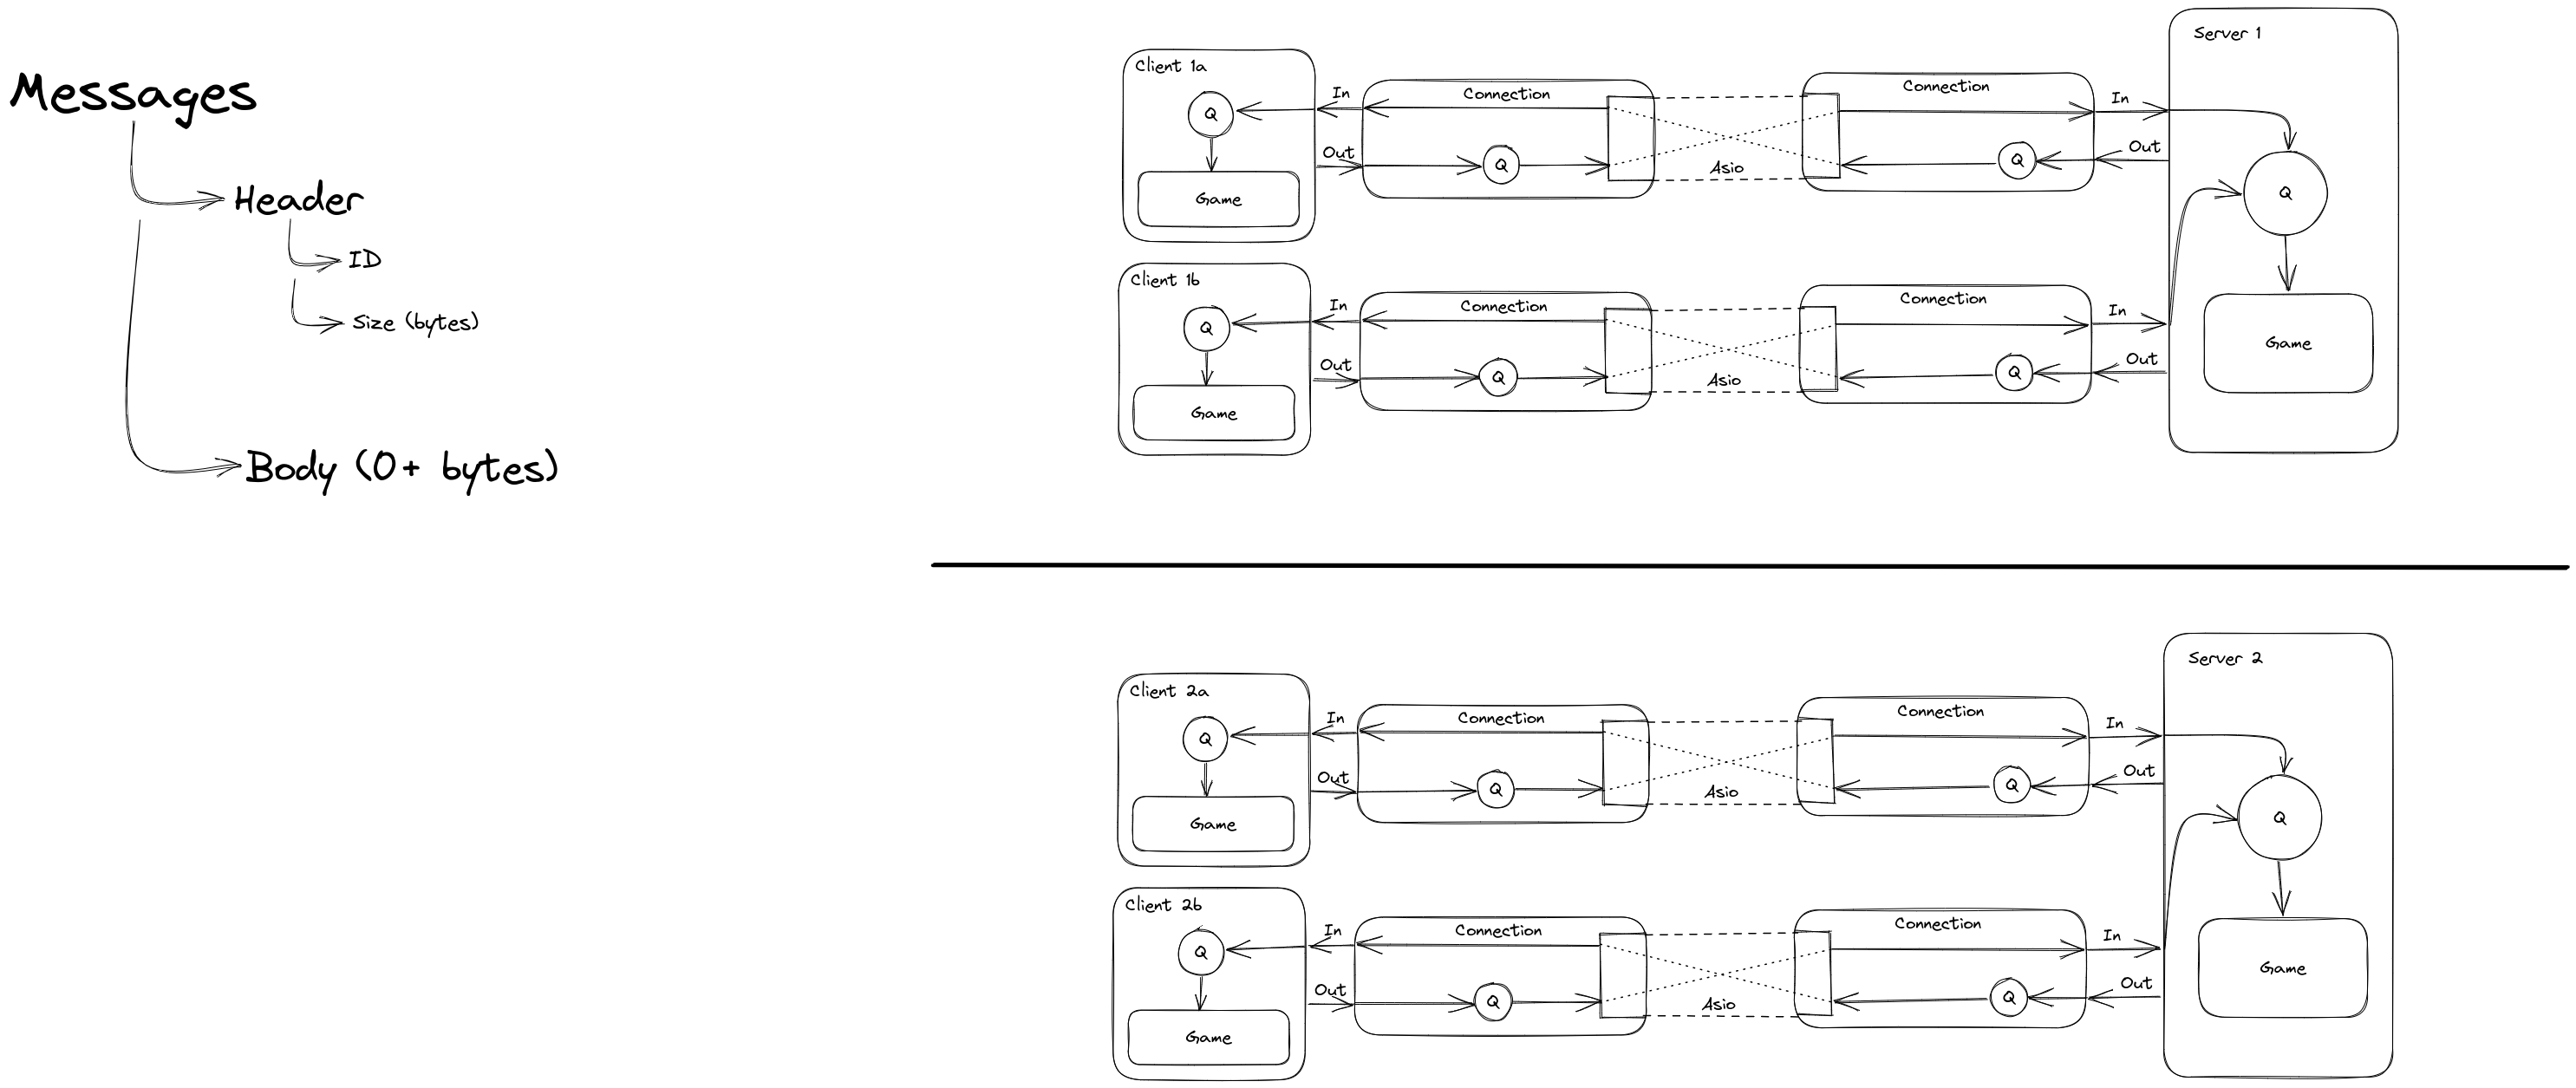 Messages
Header
ID
Size (bytes)
Body (0+ bytes)
Client 1a
Q
Game
In
Out
Connection
Q
Asio
Connection
Q
In
Out
Server 1
Q
Game
Client 1b
Q
Game
In
Out
Connection
Q
Asio
Connection
Q
In
Out
Client 2a
Q
Game
In
Out
Connection
Q
Asio
Connection
Q
In
Out
Server 2
Q
Game
Client 2b
Q
Game
In
Out
Connection
Q
Asio
Connection
Q
In
Out